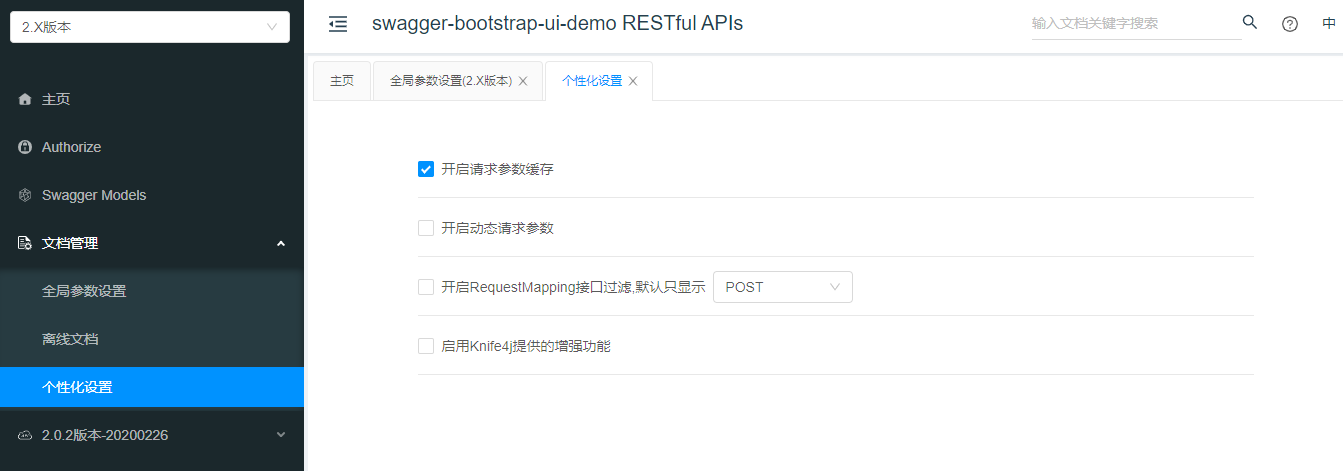 2.X版本
swagger-bootstrap-ui-demo RESTful APIs
输入文档关键字搜索
中
主页
Authorize
Swagger Models
文档管理
全局参数设置
离线文档
个性化设置
2.0.2版本-20200226
主页
全局参数设置(2.X版本)
个性化设置
开启请求参数缓存
开启动态请求参数
开启RequestMapping接口过滤,默认只显示 POST
启用Knife4j提供的增强功能